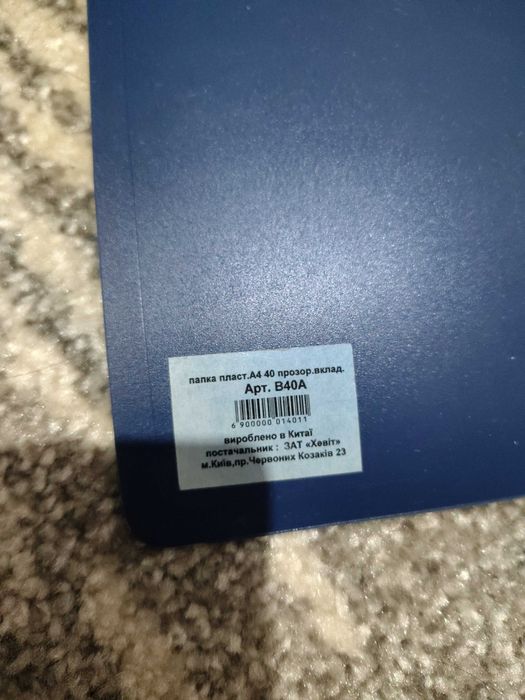 папка пласт.А4 40 прозор.вклад.
Арт. В40А
6 900000 014011
вироблено в Китаї
постачальник : ЗАТ «Хевіт»
м.Київ,пр.Червоних Козаків 23